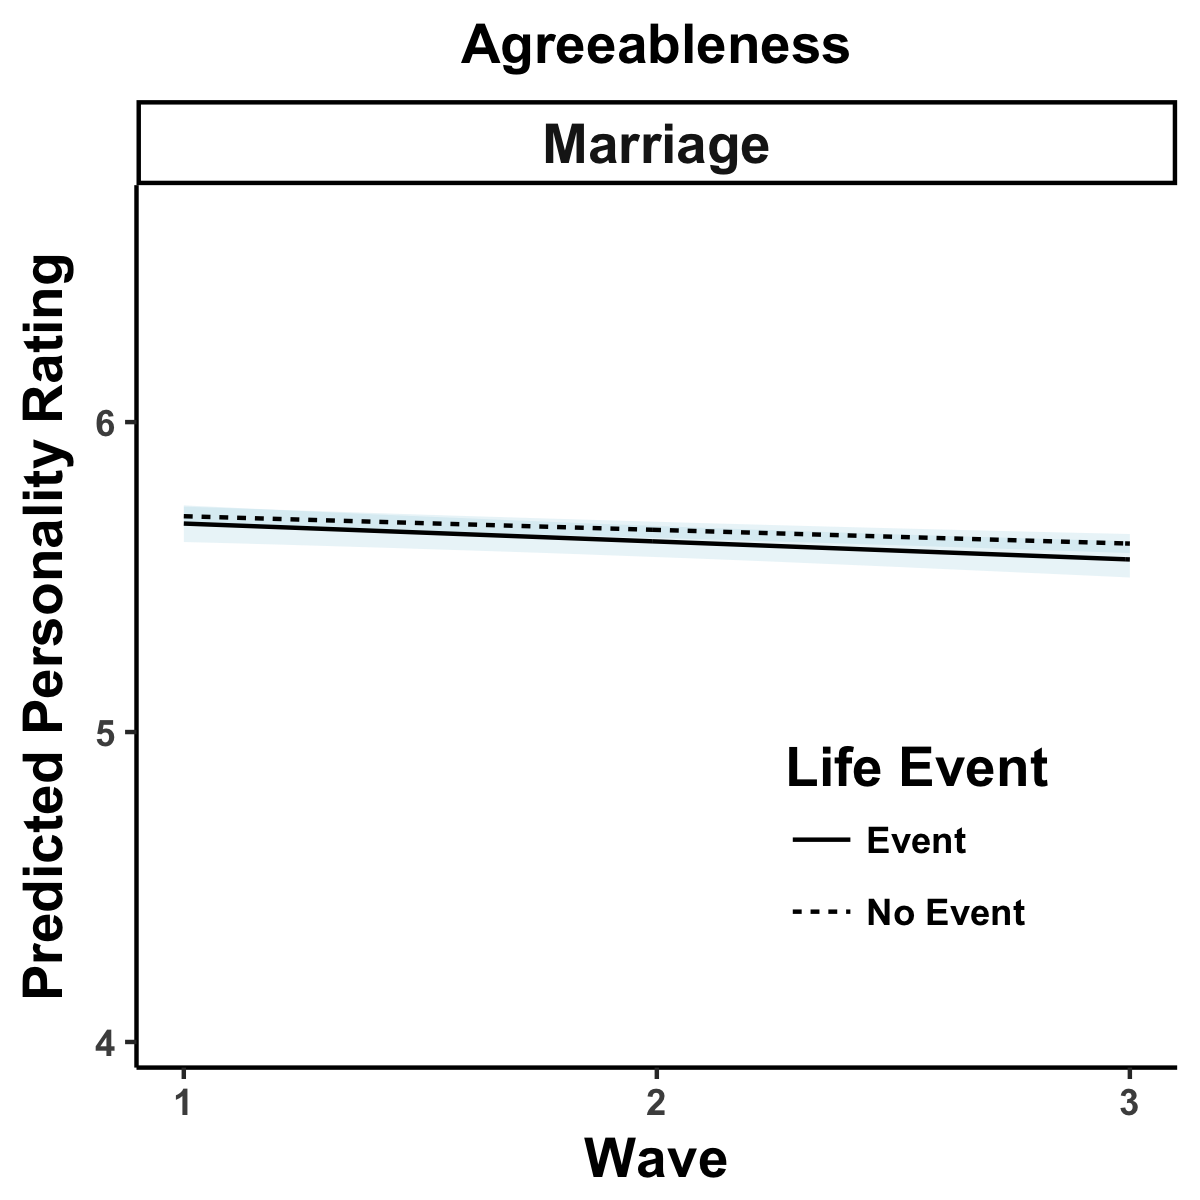 Agreeableness
Marriage
Predicted Personality Rating
6
5
4
Life Event
Event
No Event
1 2 3
Wave